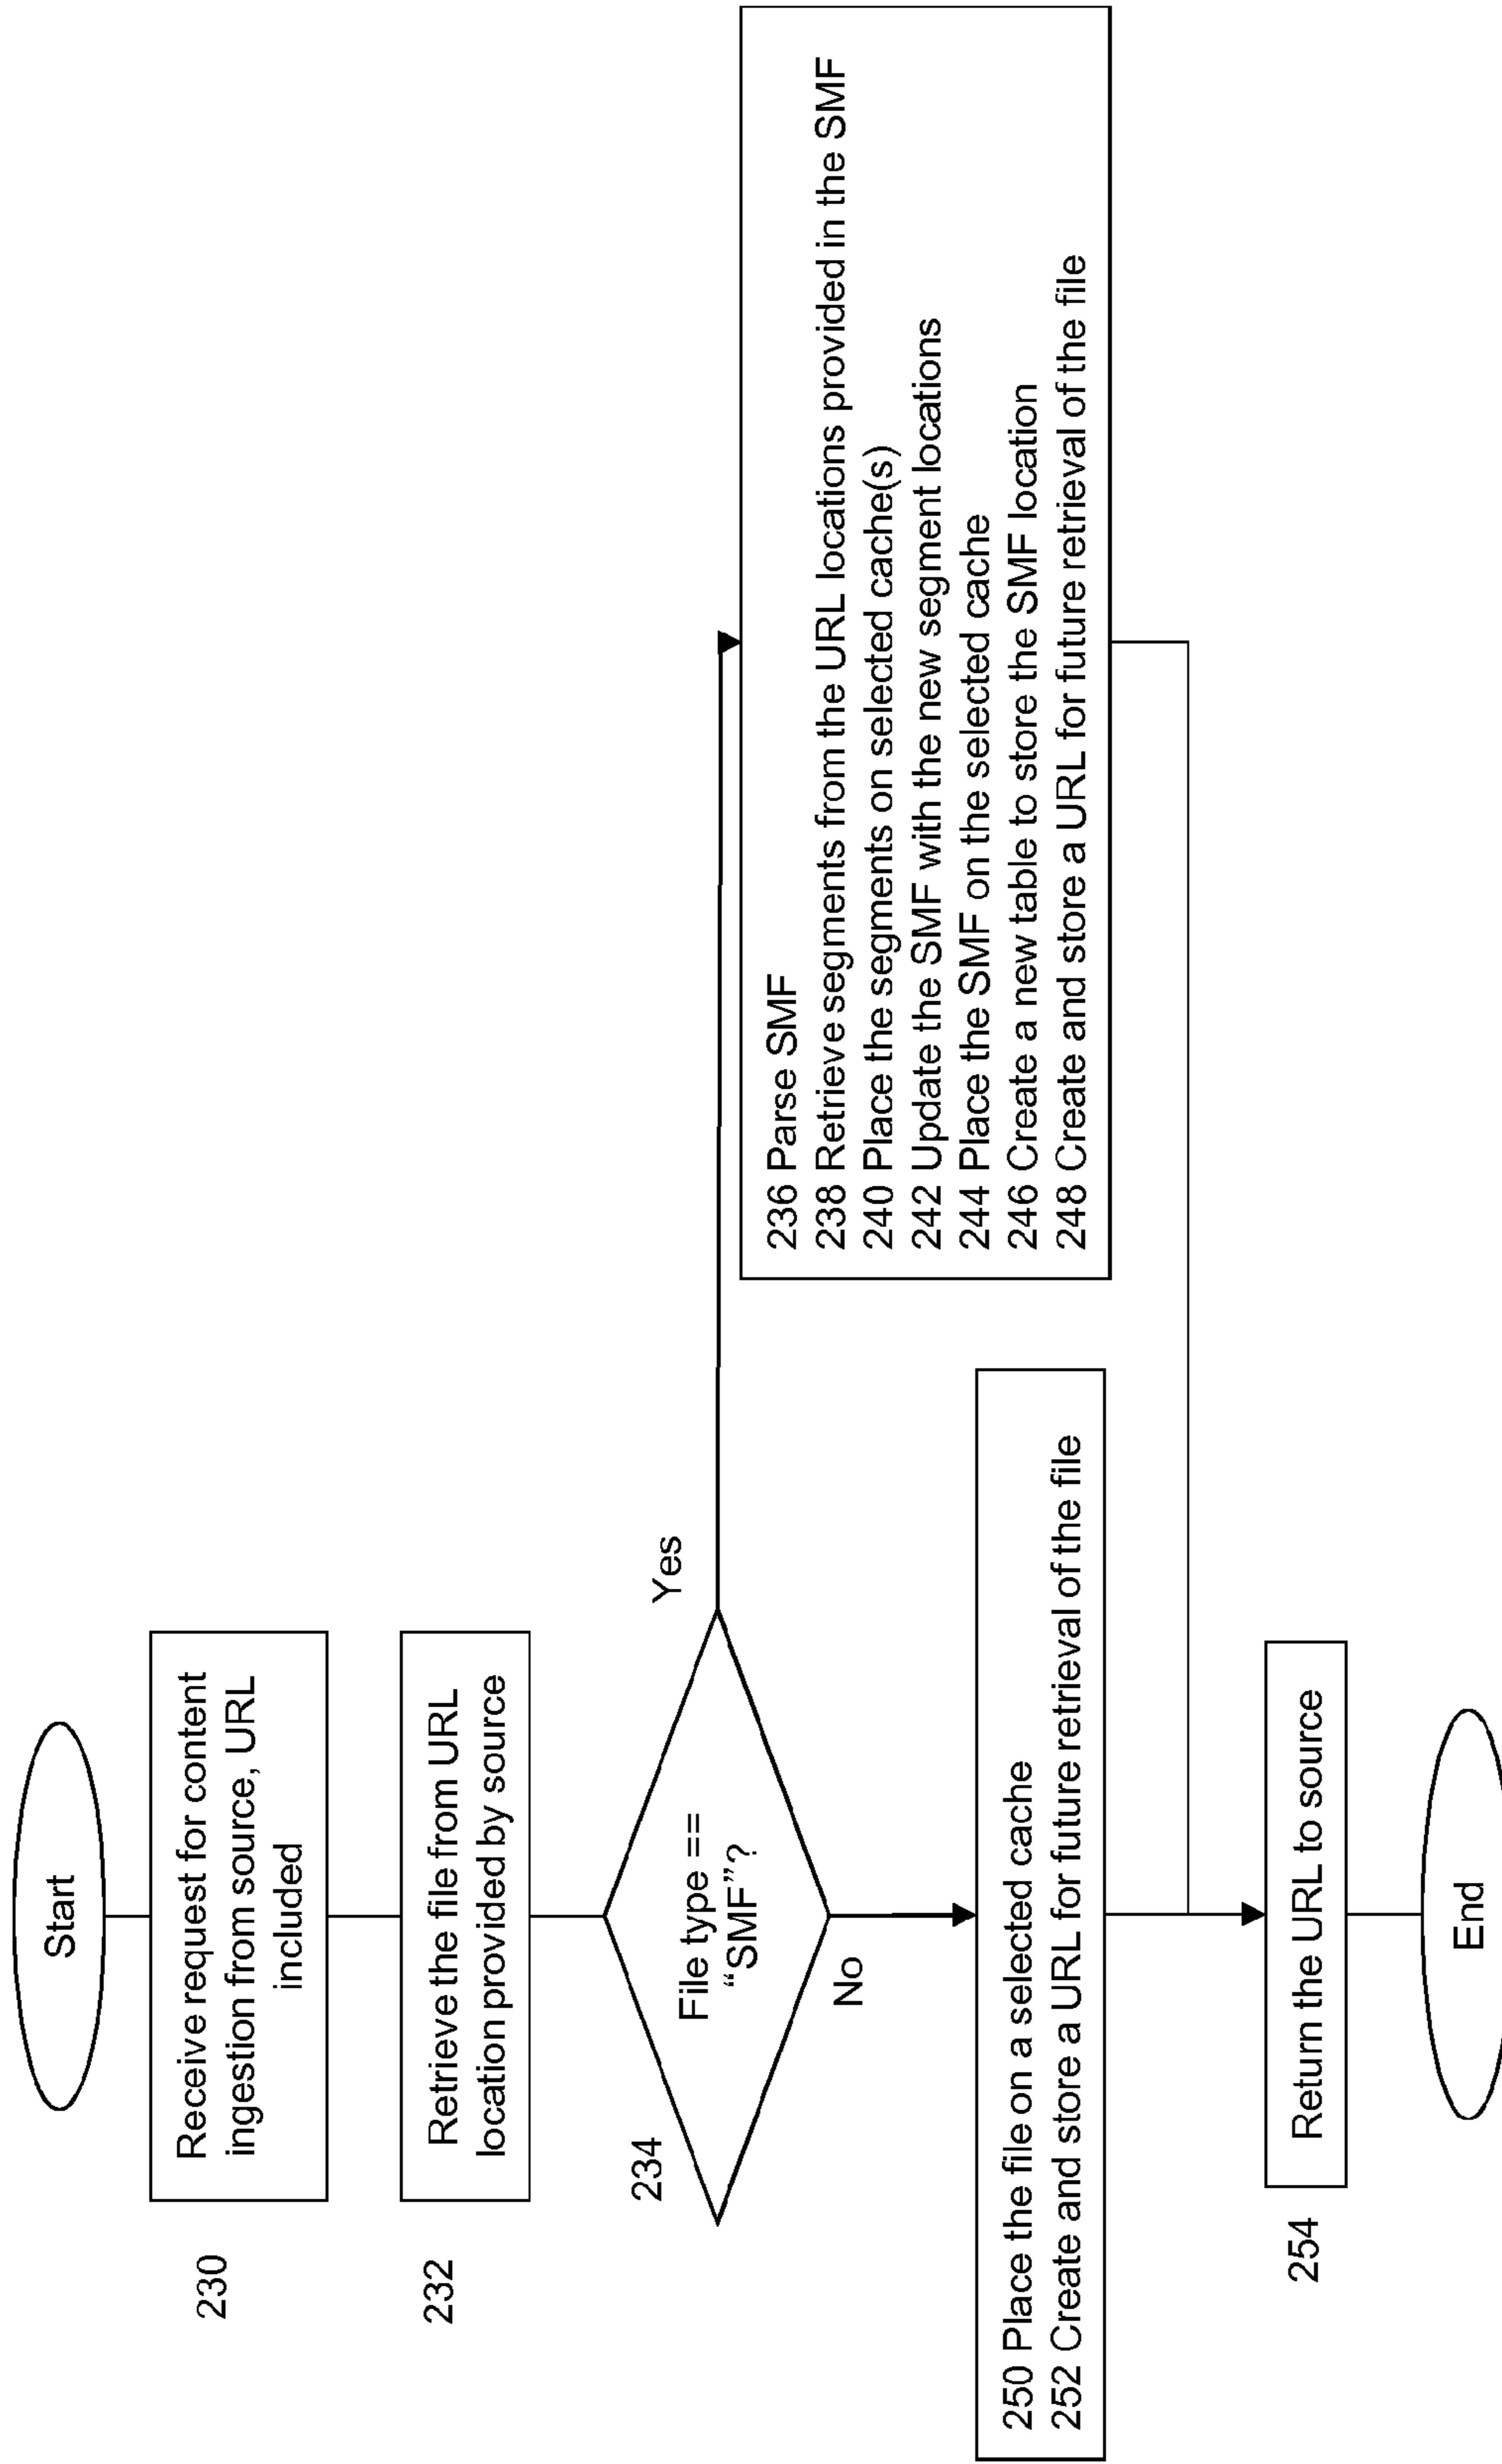 Start
230
Receive request for content
ingestion from source, URL
included
232
Retrieve the file from URL
location provided by source
234
File type ==
“SMF”?
Yes
No
236 Parse SMF
238 Retrieve segments from the URL locations provided in the SMF
240 Place the segments on selected cache(s)
242 Update the SMF with the new segment locations
244 Place the SMF on the selected cache
246 Create a new table to store the SMF location
248 Create and store a URL for future retrieval of the file
250 Place the file on a selected cache
252 Create and store a URL for future retrieval of the file
254
Return the URL to source
End